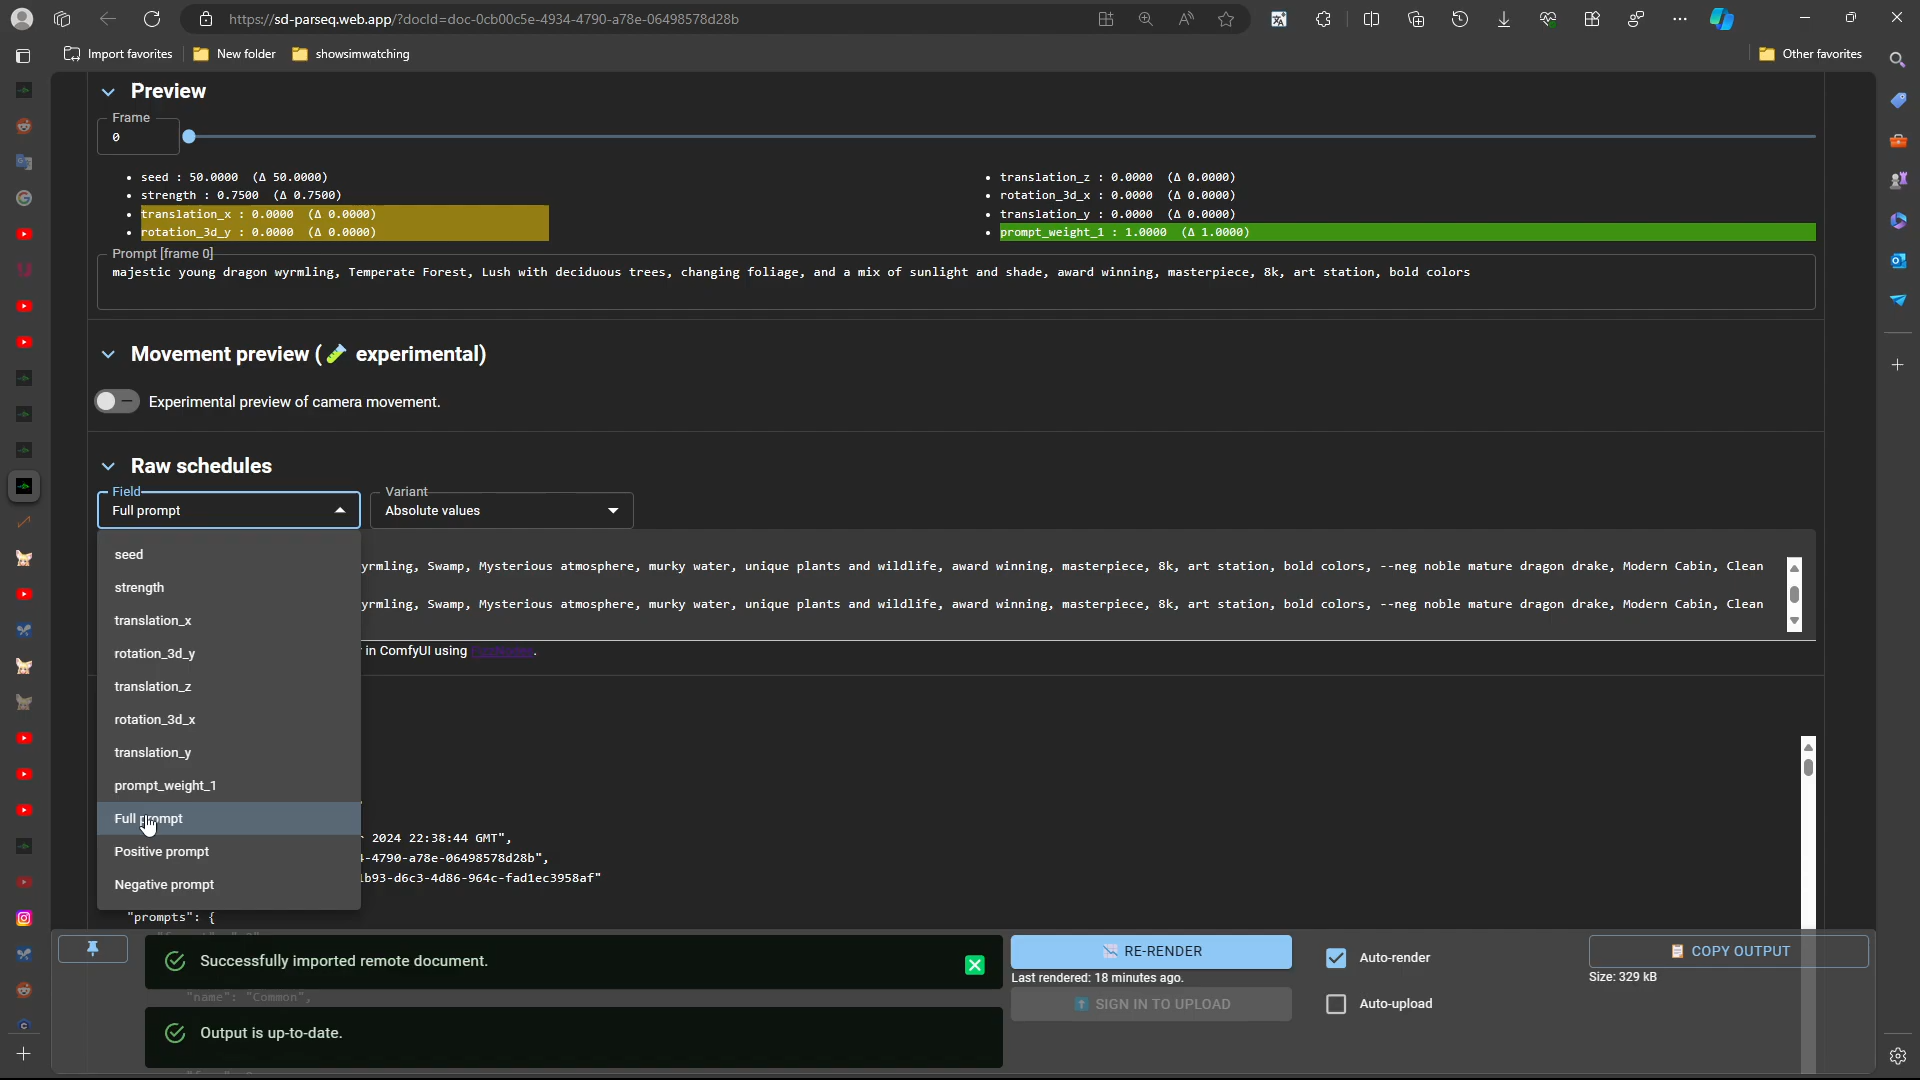 https://sd-parseq.web.app/?docId=doc-0cb00c5e-4934-4790-a78e-06498578d28b
Import favorites
New folder
showsimwatching
Other favorites
Preview
Frame
0
seed : 50.0000 (Δ 50.0000)
strength : 0.7500 (Δ 0.7500)
translation_x : 0.0000 (Δ 0.0000)
rotation_3d_y : 0.0000 (Δ 0.0000)
translation_z : 0.0000 (Δ 0.0000)
rotation_3d_x : 0.0000 (Δ 0.0000)
translation_y : 0.0000 (Δ 0.0000)
prompt_weight_1 : 1.0000 (Δ 1.0000)
Prompt [frame 0]
majestic young dragon wyrmling, Temperate Forest, Lush with deciduous trees, changing foliage, and a mix of sunlight and shade, award winning, masterpiece, 8k, art station, bold colors
Movement preview (🧪 experimental)
Experimental preview of camera movement.
Raw schedules
Field
Full prompt
Variant
Absolute values
seed
strength
translation_x
rotation_3d_y
translation_z
rotation_3d_x
translation_y
prompt_weight_1
Full prompt
Positive prompt
Negative prompt
yrmling, Swamp, Mysterious atmosphere, murky water, unique plants and wildlife, award winning, masterpiece, 8k, art station, bold colors, --neg noble mature dragon drake, Modern Cabin, Clean
yrmling, Swamp, Mysterious atmosphere, murky water, unique plants and wildlife, award winning, masterpiece, 8k, art station, bold colors, --neg noble mature dragon drake, Modern Cabin, Clean
in ComfyUI using FizzNodes.
2024 22:38:44 GMT",
-4790-a78e-06498578d28b",
b93-d6c3-4d86-964c-fad1ec3958af"
"prompts": {
Successfully imported remote document.
"name": "Common",
Output is up-to-date.
RE-RENDER
Last rendered: 18 minutes ago.
SIGN IN TO UPLOAD
Auto-render
Auto-upload
COPY OUTPUT
Size: 329 kB